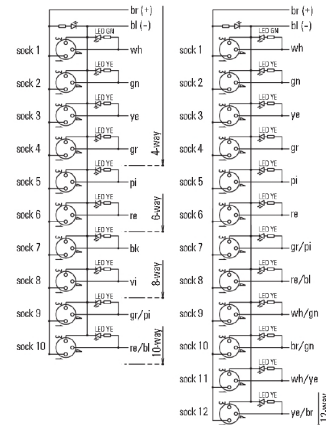 br (+)
bl (−)
LED GN
sock 1 wh
LED YE
sock 2 gn
LED YE
sock 3 ye
LED YE
sock 4 gr
4-way
LED YE
sock 5 pi
LED YE
sock 6 re
6-way
LED YE
sock 7 bk
LED YE
sock 8 vi
8-way
LED YE
sock 9 gr/pi
LED YE
sock 10 re/bl
10-way
br (+)
bl (−)
LED GN
sock 1 wh
LED YE
sock 2 gn
LED YE
sock 3 ye
LED YE
sock 4 gr
LED YE
sock 5 pi
LED YE
sock 6 re
LED YE
sock 7 gr/pi
LED YE
sock 8 re/bl
LED YE
sock 9 wh/gn
LED YE
sock 10 br/gn
LED YE
sock 11 wh/ye
LED YE
sock 12 ye/br
12-way